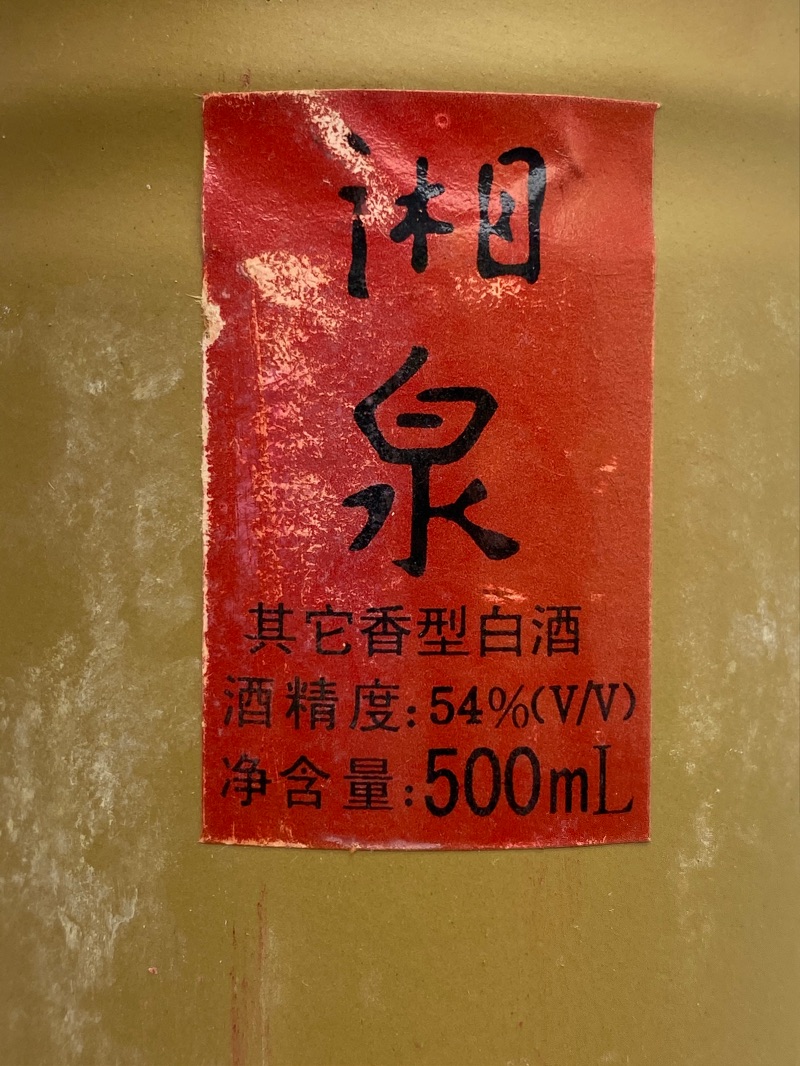 湘
泉
其它香型白酒
酒精度:54%(V/V)
净含量:500mL